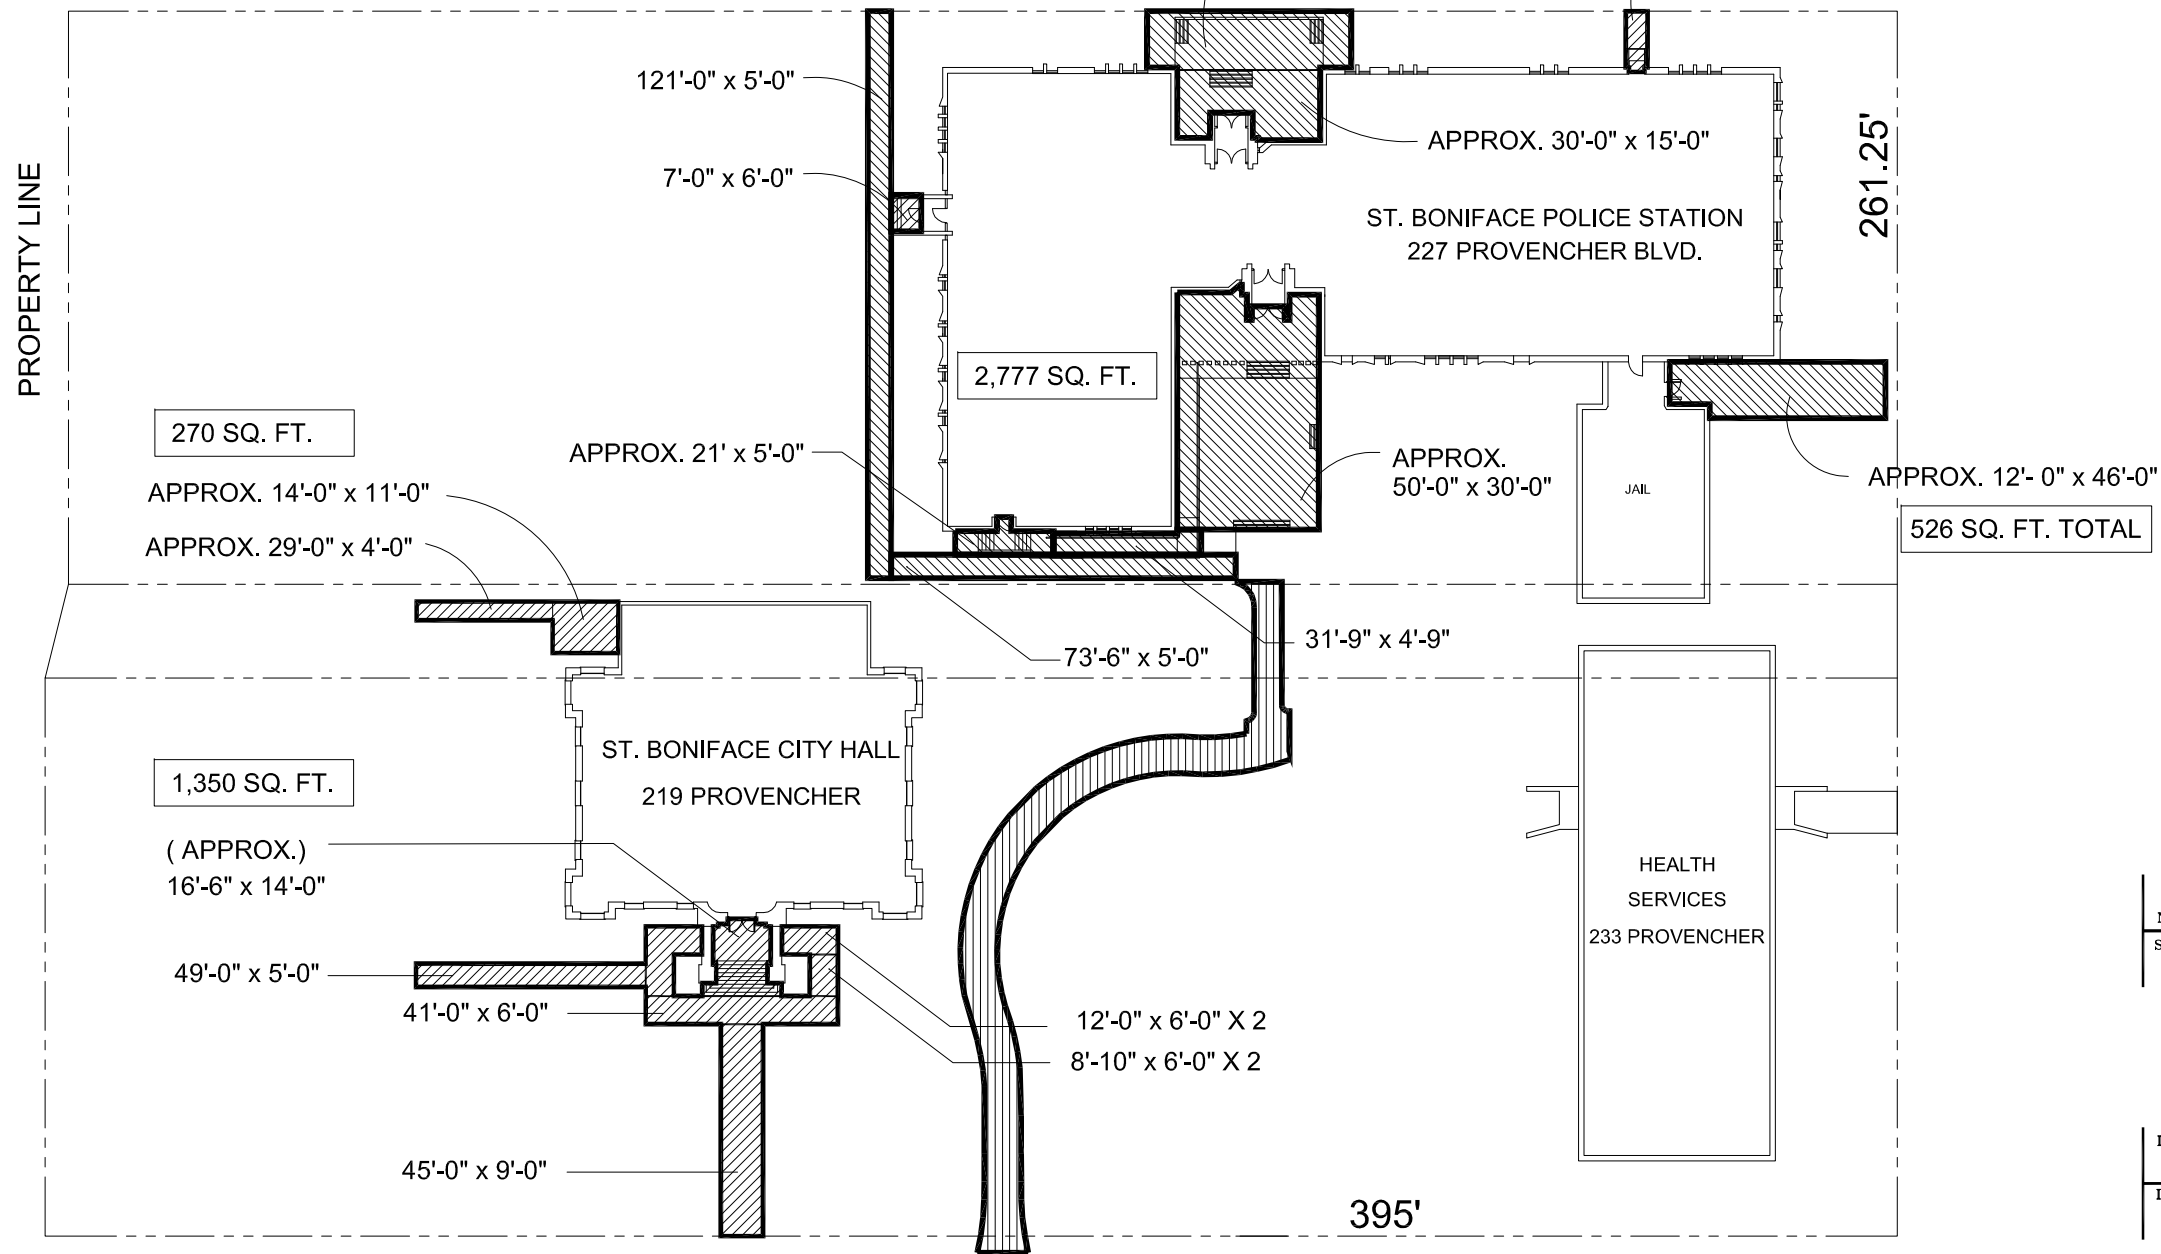 PROPERTY LINE
121'-0" x 5'-0"
7'-0" x 6'-0"
APPROX. 30'-0" x 15'-0"
261.25'
ST. BONIFACE POLICE STATION
227 PROVENCHER BLVD.
2,777 SQ. FT.
270 SQ. FT.
APPROX. 21' x 5'-0"
APPROX.
50'-0" x 30'-0"
JAIL
APPROX. 12'- 0" x 46'-0"
526 SQ. FT. TOTAL
APPROX. 14'-0" x 11'-0"
APPROX. 29'-0" x 4'-0"
31'-9" x 4'-9"
73'-6" x 5'-0"
ST. BONIFACE CITY HALL
219 PROVENCHER
1,350 SQ. FT.
( APPROX.)
16'-6" x 14'-0"
HEALTH
SERVICES
233 PROVENCHER
49'-0" x 5'-0"
41'-0" x 6'-0"
12'-0" x 6'-0" X 2
8'-10" x 6'-0" X 2
45'-0" x 9'-0"
395'